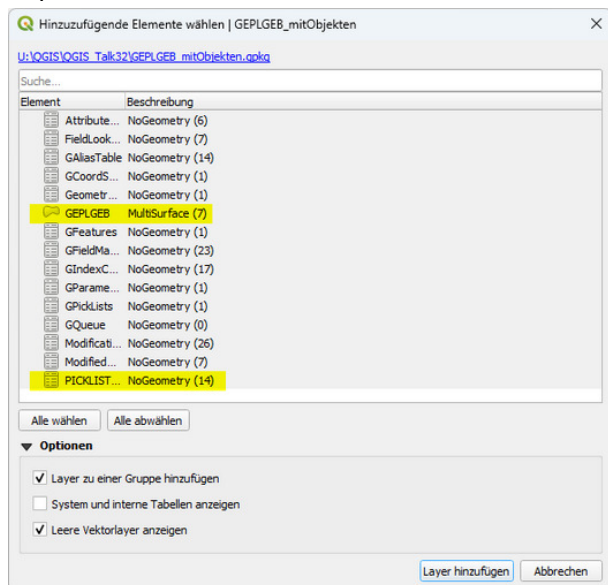 Hinzuzufügende Elemente wählen | GEPLGEB_mitObjekten
U:\QGIS\QGIS_Talk32\GEPLGEB_mitObjekten.gpkg
Suche...
Element Beschreibung
Attribute... NoGeometry (6)
FieldLook... NoGeometry (7)
GAliasTable NoGeometry (14)
GCoordS... NoGeometry (1)
Geometr... NoGeometry (1)
GEPLGEB MultiSurface (7)
GFeatures NoGeometry (1)
GFieldMa... NoGeometry (23)
GIndexC... NoGeometry (17)
GParame... NoGeometry (1)
GPickLists NoGeometry (1)
GQueue NoGeometry (0)
Modificati... NoGeometry (26)
Modified... NoGeometry (7)
PICKLIST... NoGeometry (14)
Alle wählen Alle abwählen
Optionen
Layer zu einer Gruppe hinzufügen
System und interne Tabellen anzeigen
Leere Vektorlayer anzeigen
Layer hinzufügen Abbrechen